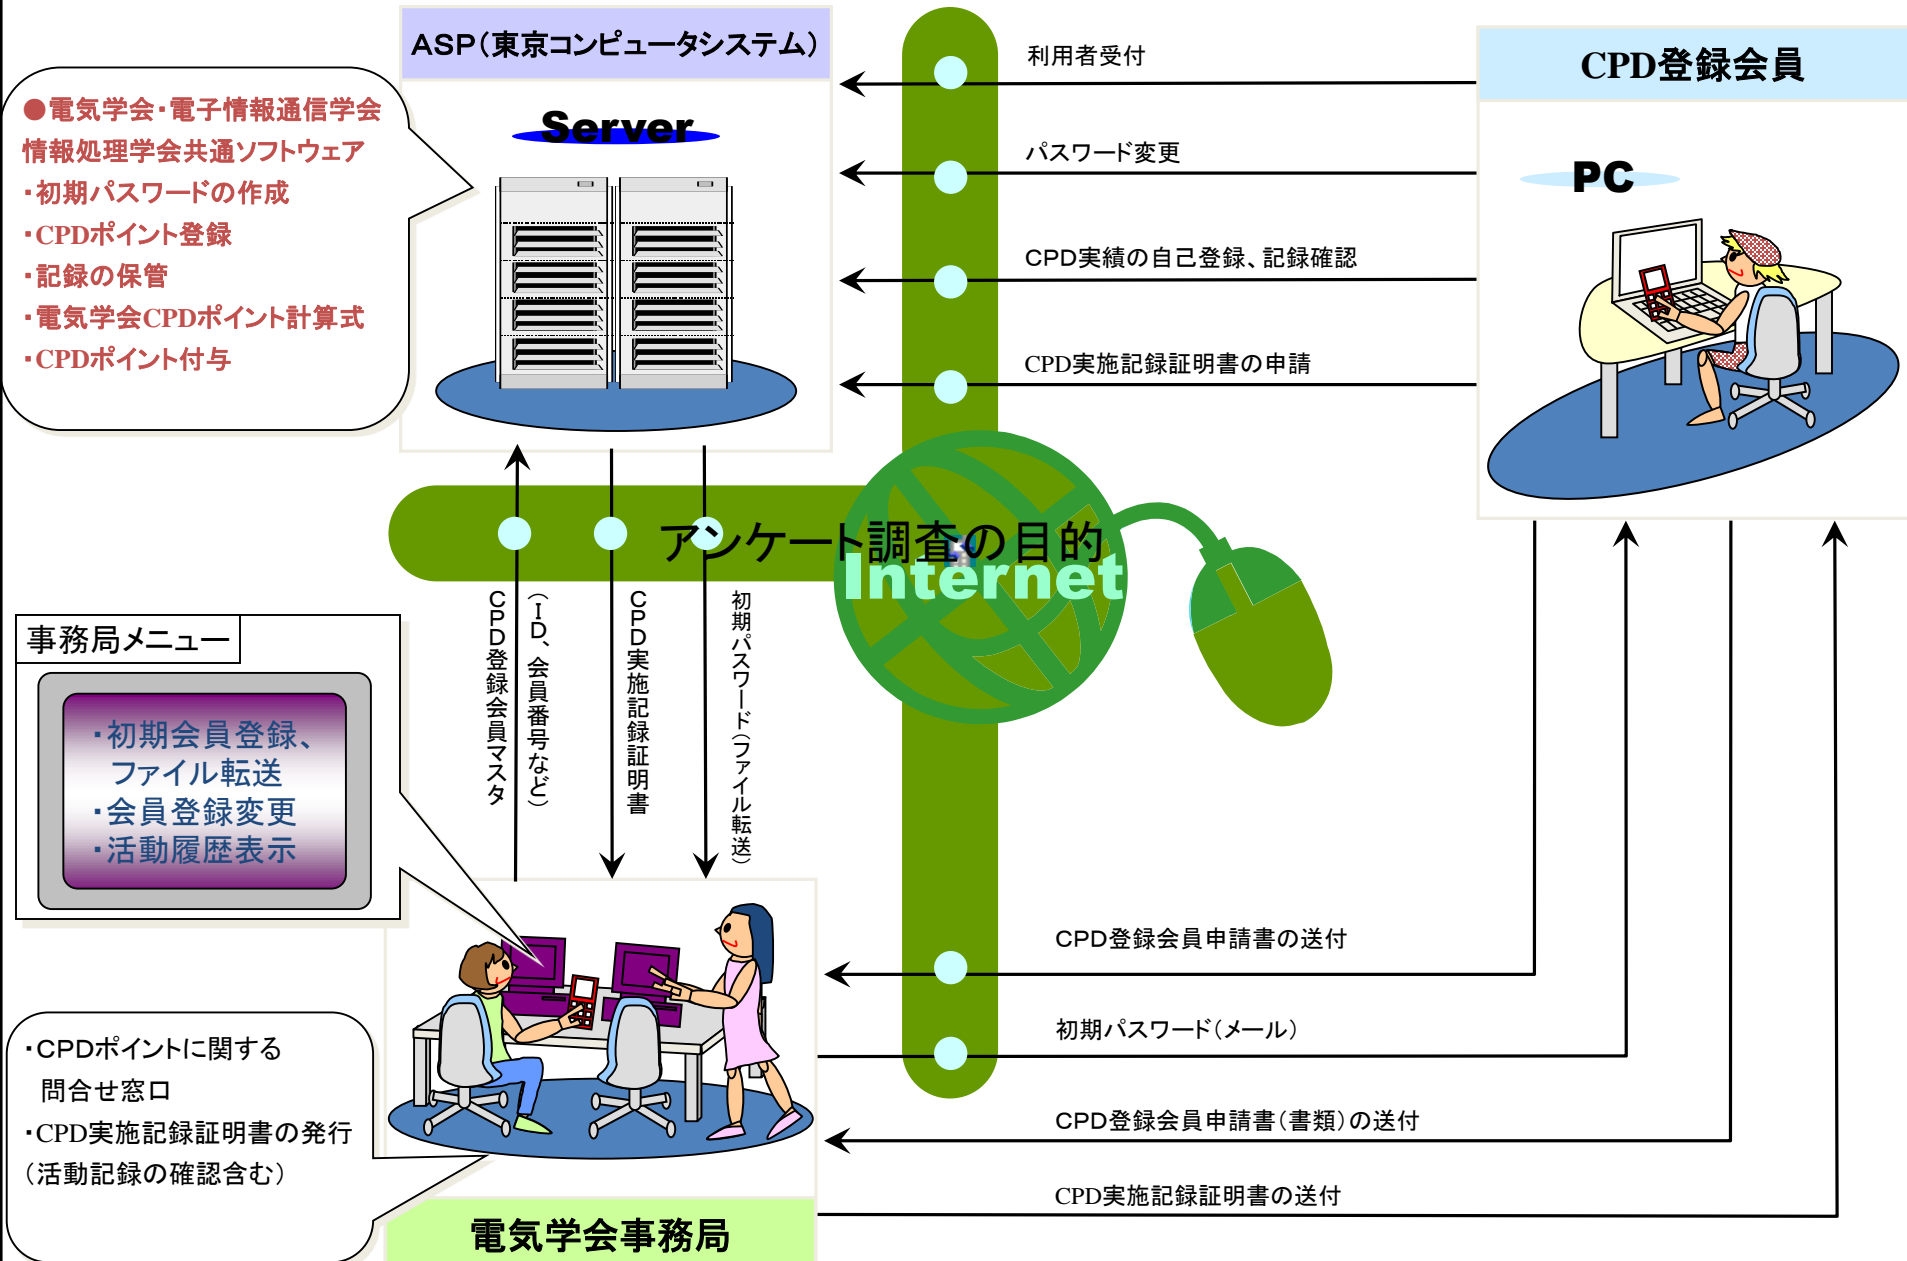 ASP（東京コンピュータシステム）
Server
●電気学会・電子情報通信学会
情報処理学会共通ソフトウェア
・初期パスワードの作成
・CPDポイント登録
・記録の保管
・電気学会CPDポイント計算式
・CPDポイント付与
利用者受付
パスワード変更
CPD実績の自己登録、記録確認
CPD実施記録証明書の申請
CPD登録会員
PC
アンケート調査の目的
Internet
CPD登録会員マスタ
（ID、会員番号など）
CPD実施記録証明書
初期パスワード（ファイル転送）
事務局メニュー
・初期会員登録、
ファイル転送
・会員登録変更
・活動履歴表示
CPD登録会員申請書の送付
初期パスワード（メール）
CPD登録会員申請書（書類）の送付
CPD実施記録証明書の送付
・CPDポイントに関する
問合せ窓口
・CPD実施記録証明書の発行
（活動記録の確認含む）
電気学会事務局